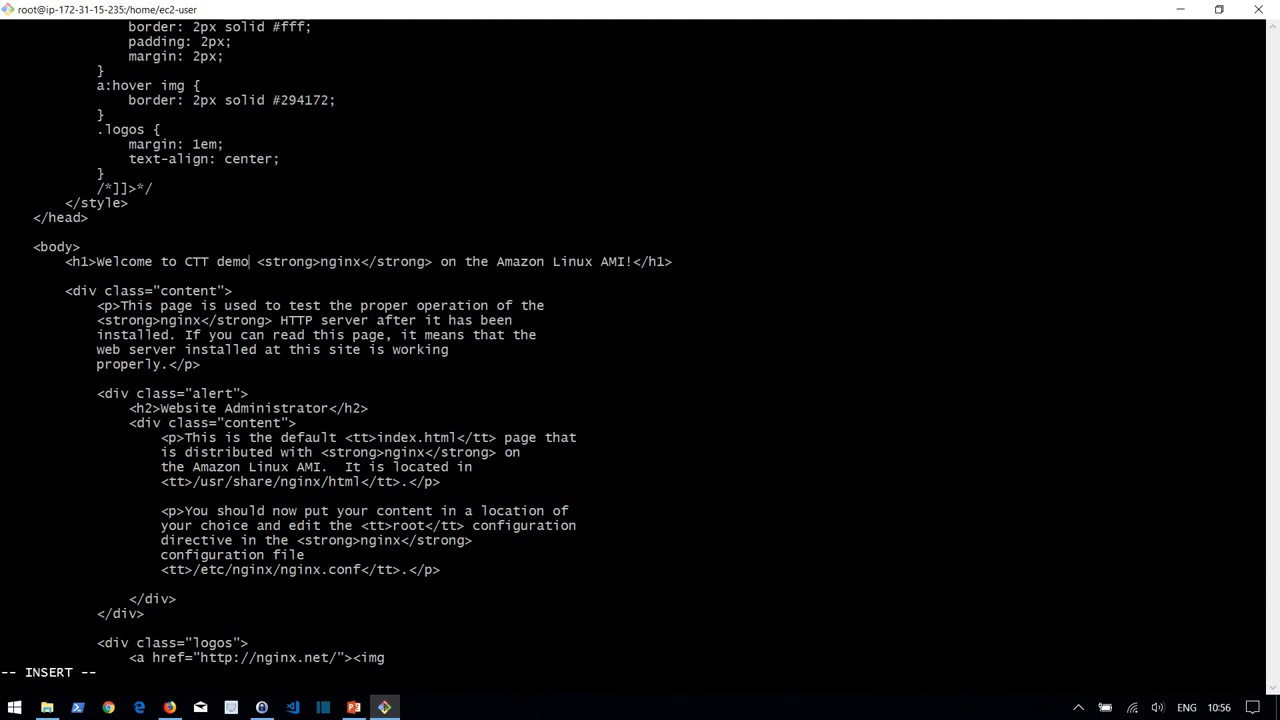 root@ip-172-31-15-235:/home/ec2-user
border: 2px solid #fff;
padding: 2px;
margin: 2px;
}
a:hover img {
border: 2px solid #294172;
}
.logos {
margin: 1em;
text-align: center;
}
/*]]>*/
</style>
</head>
<body>
<h1>Welcome to CTT demo <strong>nginx</strong> on the Amazon Linux AMI!</h1>
<div class="content">
<p>This page is used to test the proper operation of the
<strong>nginx</strong> HTTP server after it has been
installed. If you can read this page, it means that the
web server installed at this site is working
properly.</p>
<div class="alert">
<h2>Website Administrator</h2>
<div class="content">
<p>This is the default <tt>index.html</tt> page that
is distributed with <strong>nginx</strong> on
the Amazon Linux AMI.  It is located in
<tt>/usr/share/nginx/html</tt>.</p>
<p>You should now put your content in a location of
your choice and edit the <tt>root</tt> configuration
directive in the <strong>nginx</strong>
configuration file
<tt>/etc/nginx/nginx.conf</tt>.</p>
</div>
</div>
<div class="logos">
<a href="http://nginx.net/"><img
-- INSERT --
ENG 10:56